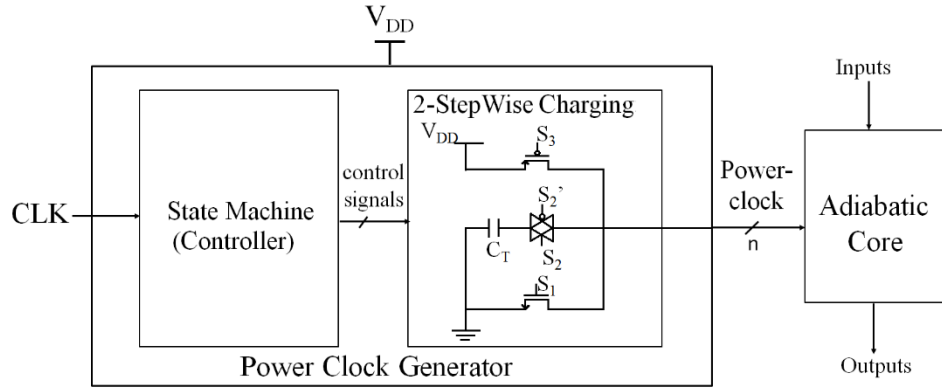 V_DD
CLK
State Machine
(Controller)
control
signals
2-StepWise Charging
V_DD
S_3
S_2'
C_T
S_2
S_1
Power Clock Generator
Power-
clock
n
Inputs
Adiabatic
Core
Outputs